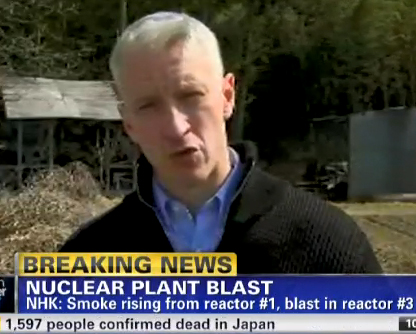 BREAKING NEWS
NUCLEAR PLANT BLAST
NHK: Smoke rising from reactor #1, blast in reactor #3
1,597 people confirmed dead in Japan